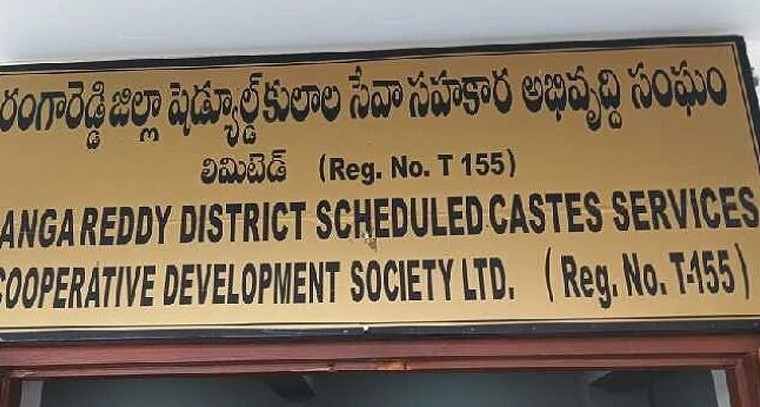 రంగారెడ్డి జిల్లా షెడ్యూల్డ్ కులాల సేవా సహకార అభివృద్ది సంఘం
లిమిటెడ్ (Reg. No. T 155)
ANGA REDDY DISTRICT SCHEDULED CASTES SERVICES
COOPERATIVE DEVELOPMENT SOCIETY LTD. ( Reg. No. T-155 )